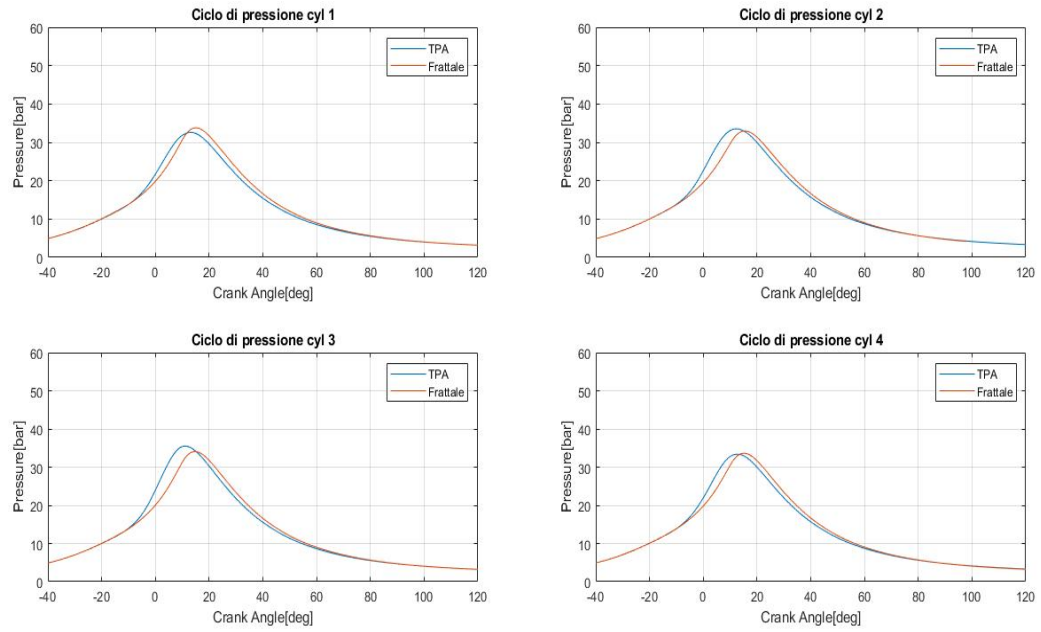 Ciclo di pressione cyl 1
60
50
40
30
20
10
0
Pressure[bar]
TPA
Frattale
-40 -20 0 20 40 60 80 100 120
Crank Angle[deg]
Ciclo di pressione cyl 2
60
50
40
30
20
10
0
Pressure[bar]
TPA
Frattale
-40 -20 0 20 40 60 80 100 120
Crank Angle[deg]
Ciclo di pressione cyl 3
60
50
40
30
20
10
0
Pressure[bar]
TPA
Frattale
-40 -20 0 20 40 60 80 100 120
Crank Angle[deg]
Ciclo di pressione cyl 4
60
50
40
30
20
10
0
Pressure[bar]
TPA
Frattale
-40 -20 0 20 40 60 80 100 120
Crank Angle[deg]